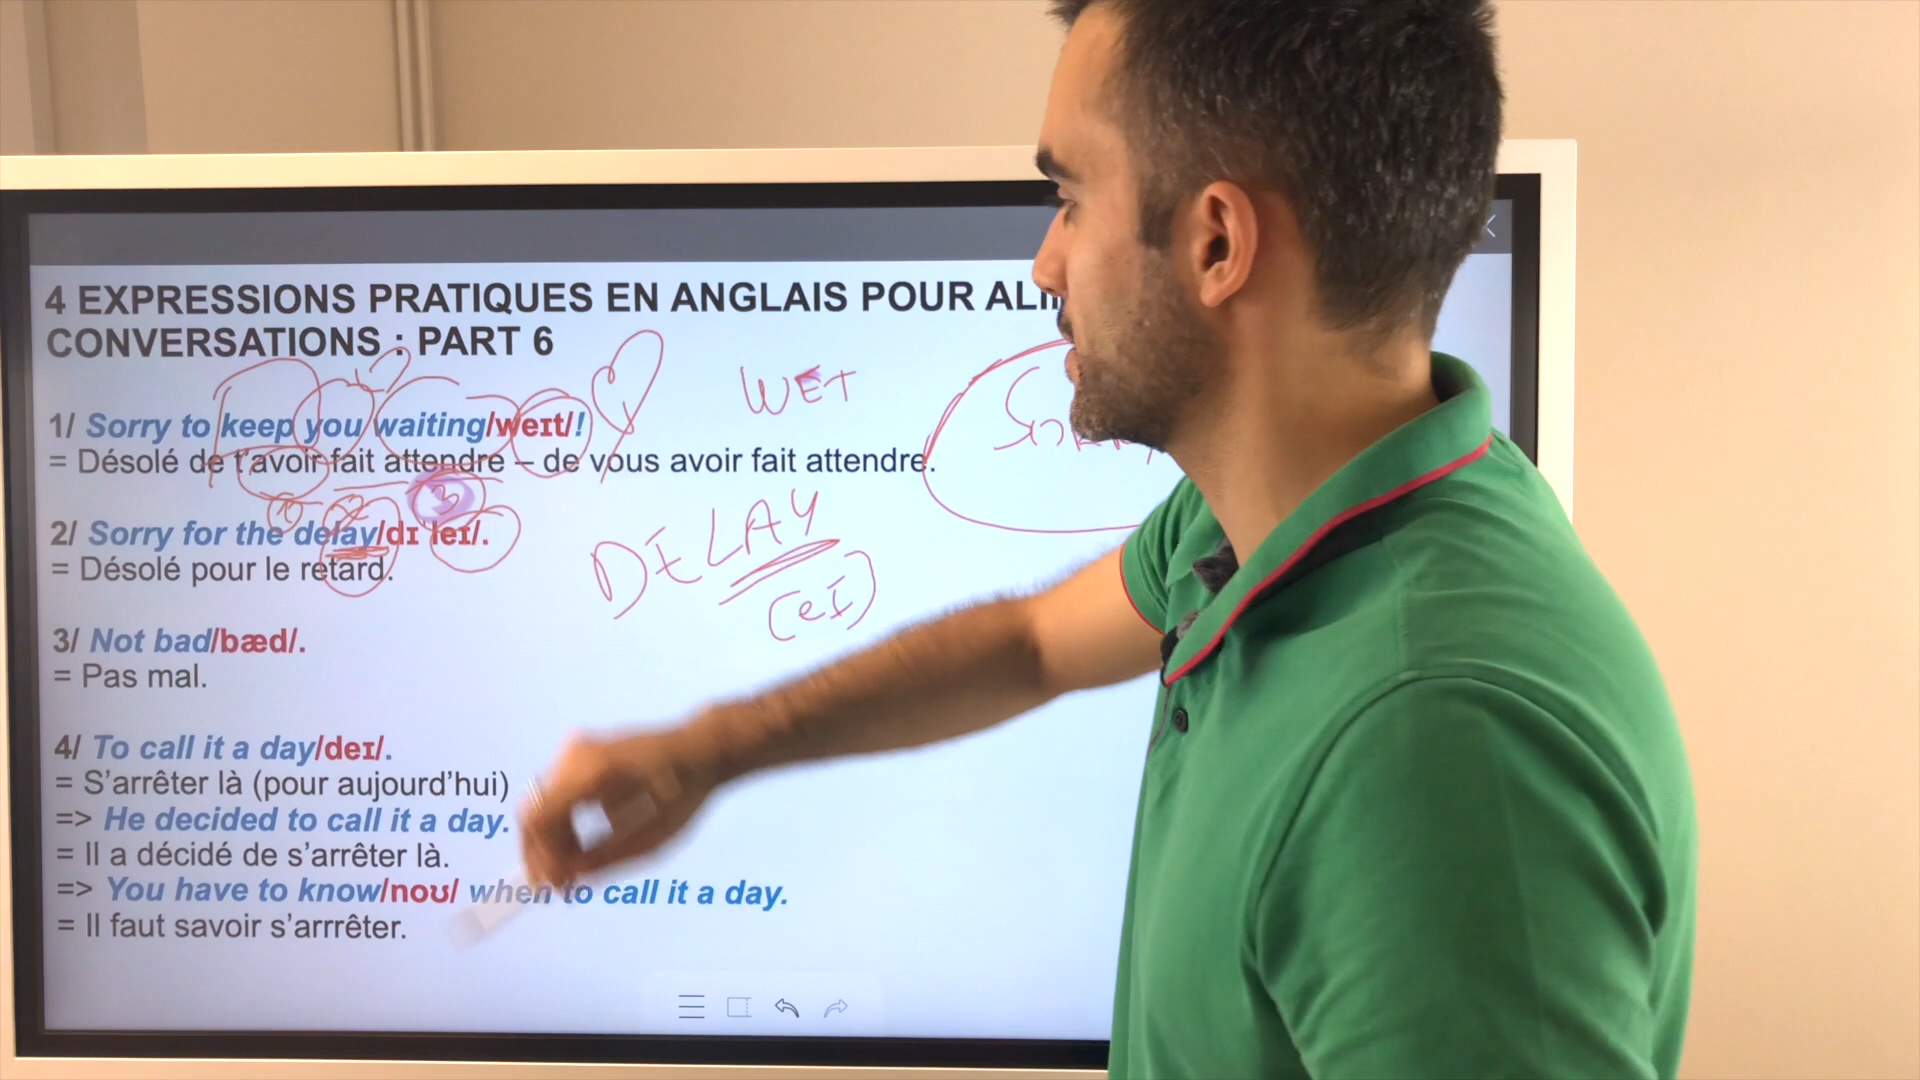 4 EXPRESSIONS PRATIQUES EN ANGLAIS POUR
CONVERSATIONS : PART 6
1/ Sorry to keep you waiting/weɪt/!
= Désolé de t’avoir fait attendre – de vous avoir fait attendre.
WET
3
2/ Sorry for the delay/dɪ leɪ/.
= Désolé pour le retard.
DELAY
(eI)
3/ Not bad/bæd/.
= Pas mal.
4/ To call it a day/deɪ/.
= S’arrêter là (pour aujourd’hui)
=> He decided to call it a day.
= Il a décidé de s’arrêter là.
=> You have to know/noʊ/ when to call it a day.
= Il faut savoir s’arrrêter.